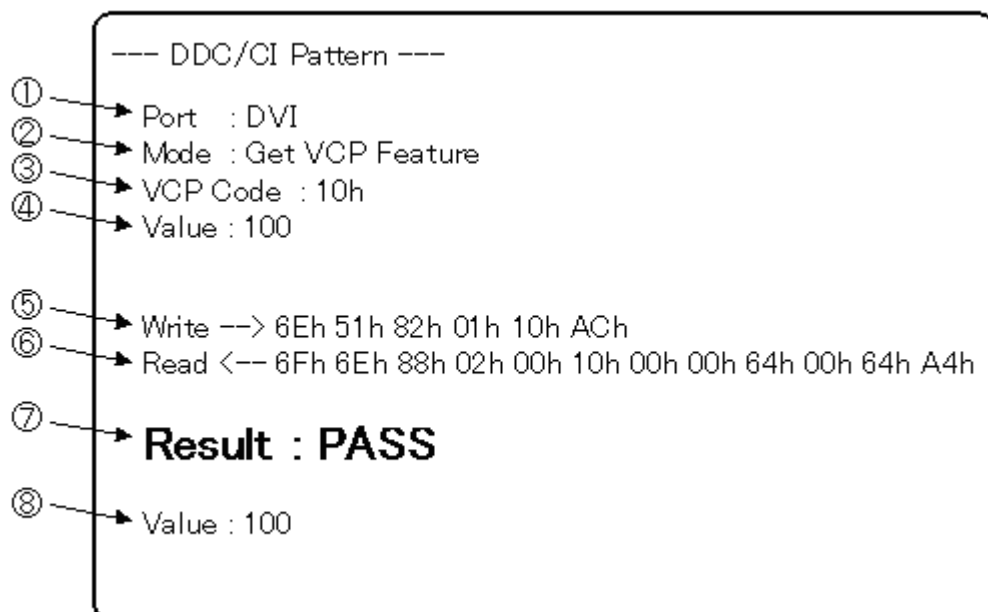 --- DDC/CI Pattern ---
① Port : DVI
② Mode : Get VCP Feature
③ VCP Code : 10h
④ Value : 100
⑤ Write --> 6Eh 51h 82h 01h 10h ACh
⑥ Read <-- 6Fh 6Eh 88h 02h 00h 10h 00h 00h 64h 00h 64h A4h
⑦ Result : PASS
⑧ Value : 100